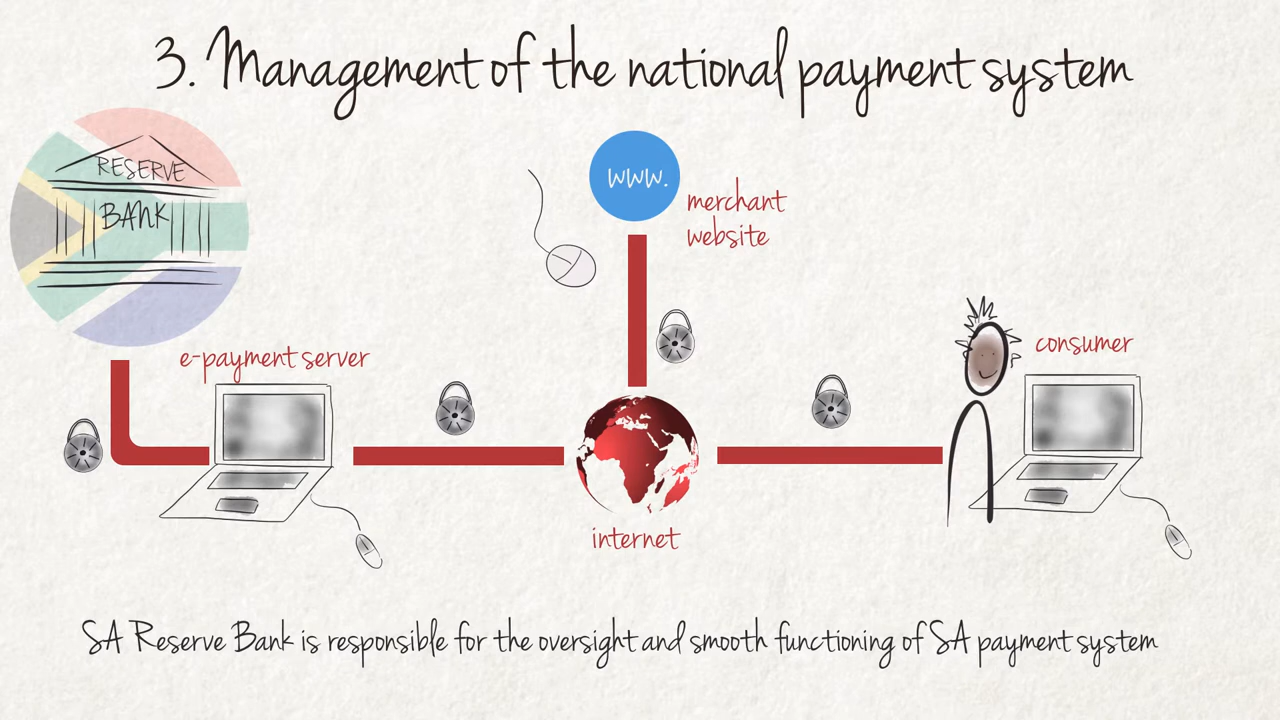 3. Management of the national payment system
RESERVE
BANK
www.
merchant
website
e-payment server
consumer
internet
SA Reserve Bank is responsible for the oversight and smooth functioning of SA payment system